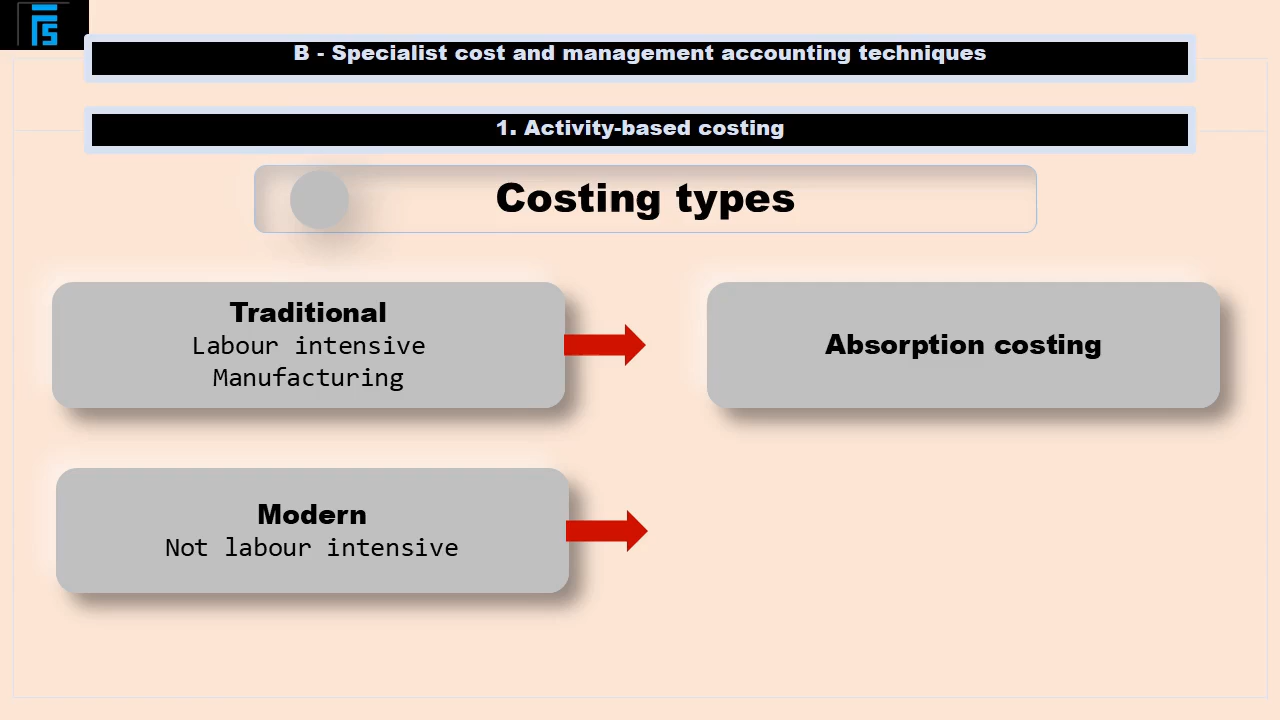 B - Specialist cost and management accounting techniques
1. Activity-based costing
Costing types
Traditional
Labour intensive
Manufacturing
Absorption costing
Modern
Not labour intensive